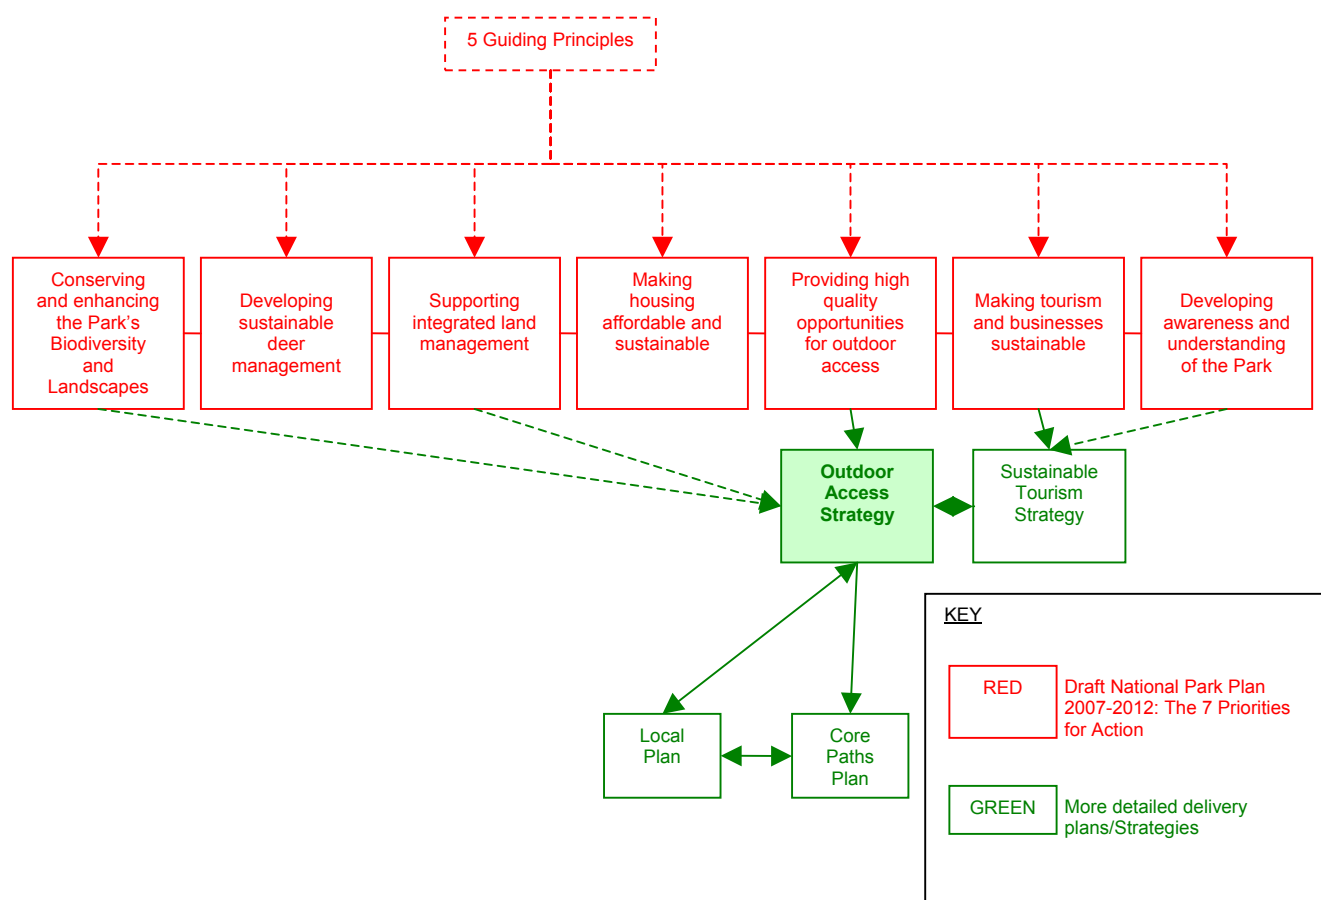 5 Guiding Principles
Conserving
and enhancing
the Park's
Biodiversity
and
Landscapes
Developing
sustainable
deer
management
Supporting
integrated land
management
Making
housing
affordable and
sustainable
Providing high
quality
opportunities
for outdoor
access
Making tourism
and businesses
sustainable
Developing
awareness and
understanding
of the Park
Outdoor
Access
Strategy
Sustainable
Tourism
Strategy
Local
Plan
Core
Paths
Plan
KEY
RED
Draft National Park Plan
2007-2012: The 7 Priorities
for Action
GREEN
More detailed delivery
plans/Strategies